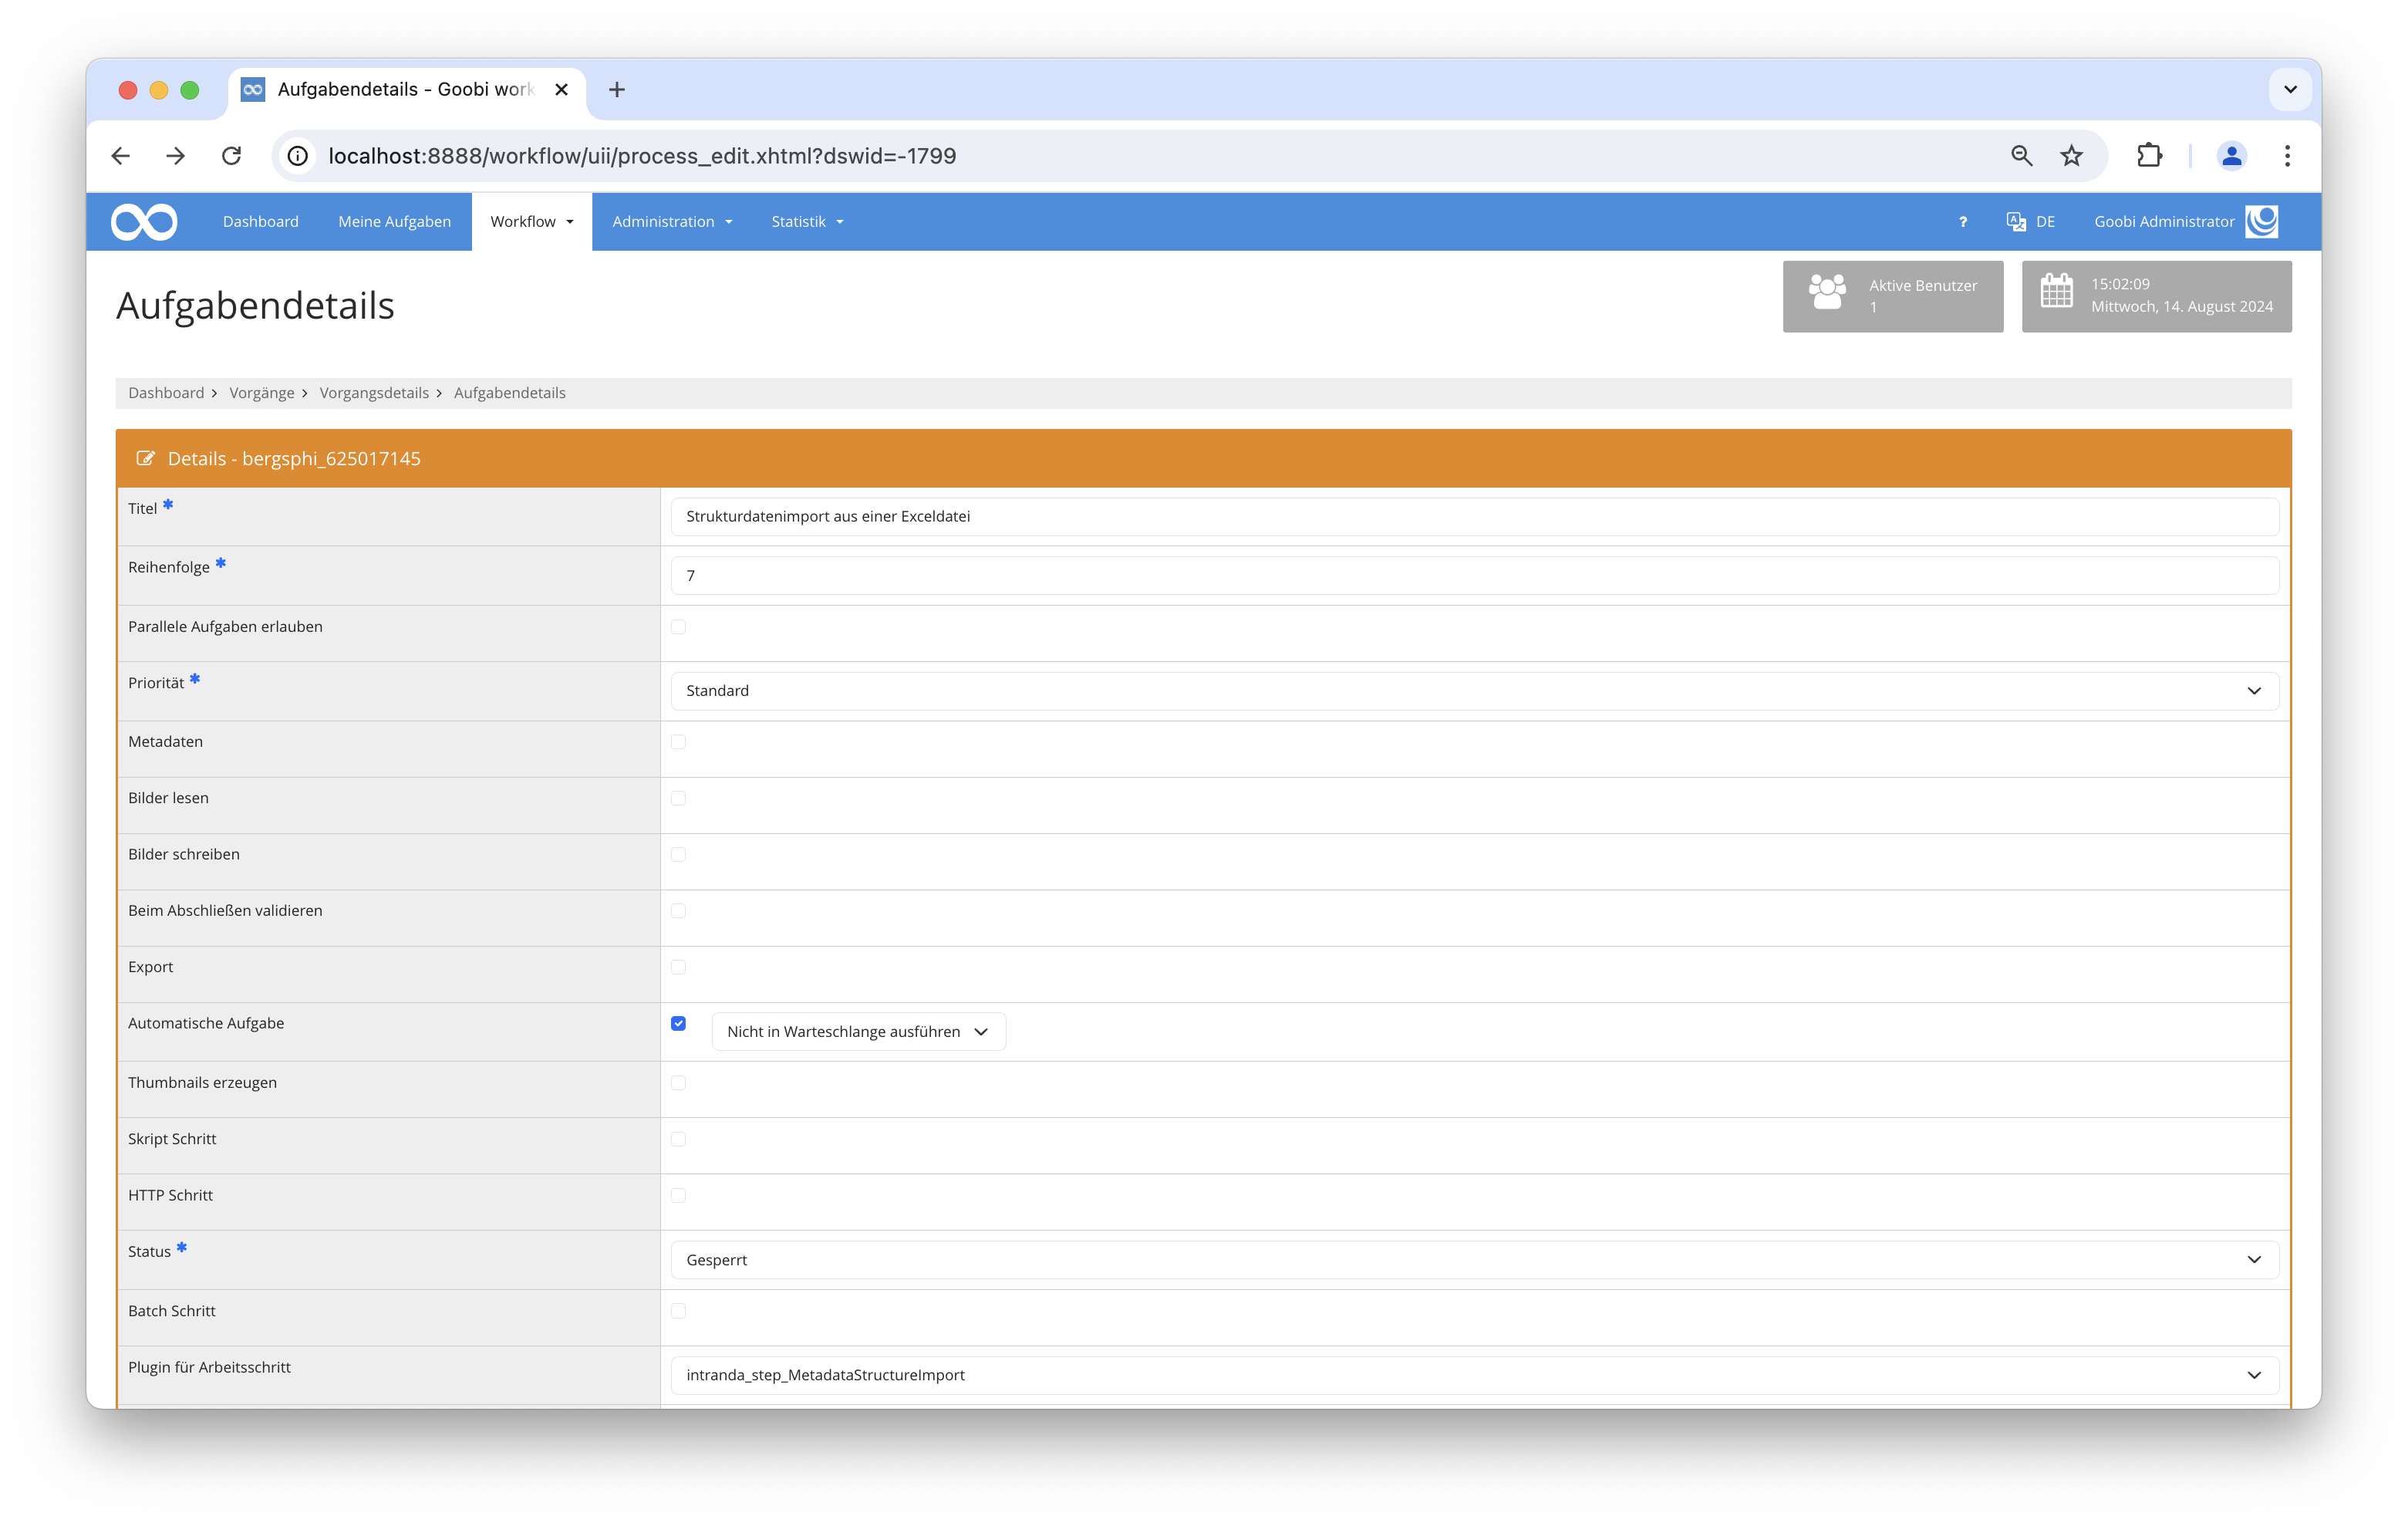 Aufgabendetails - Goobi work
localhost:8888/workflow/uii/process_edit.xhtml?dswid=-1799
Dashboard Meine Aufgaben Workflow Administration Statistik ? DE Goobi Administrator
Aufgabendetails
Aktive Benutzer
1
15:02:09
Mittwoch, 14. August 2024
Dashboard > Vorgänge > Vorgangsdetails > Aufgabendetails
Details - bergsphi_625017145
Titel * Strukturdatenimport aus einer Exceldatei
Reihenfolge * 7
Parallele Aufgaben erlauben
Priorität * Standard
Metadaten
Bilder lesen
Bilder schreiben
Beim Abschließen validieren
Export
Automatische Aufgabe Nicht in Warteschlange ausführen
Thumbnails erzeugen
Skript Schritt
HTTP Schritt
Status * Gesperrt
Batch Schritt
Plugin für Arbeitsschritt intranda_step_MetadataStructureImport